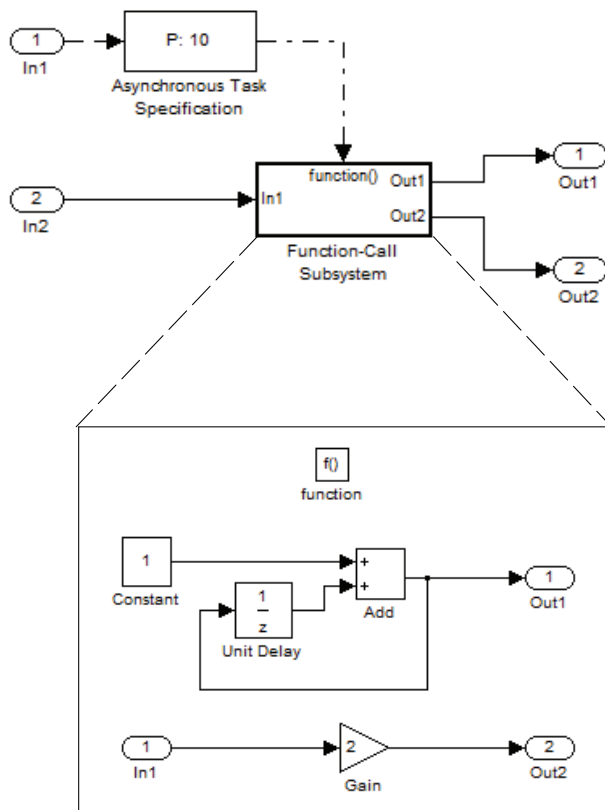 1
P: 10
In1
Asynchronous Task
Specification
function()
Out1
In1
Out2
1
Out1
2
In2
Function-Call
Subsystem
2
Out2
f()
function
1
Constant
+
+
Add
1
z
Unit Delay
1
Out1
1
In1
2
Gain
2
Out2